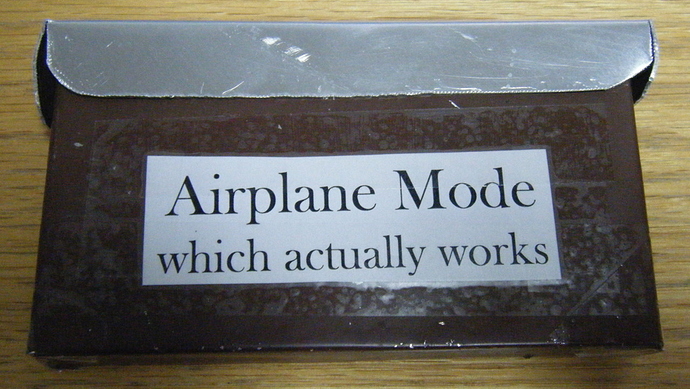 Airplane Mode
which actually works